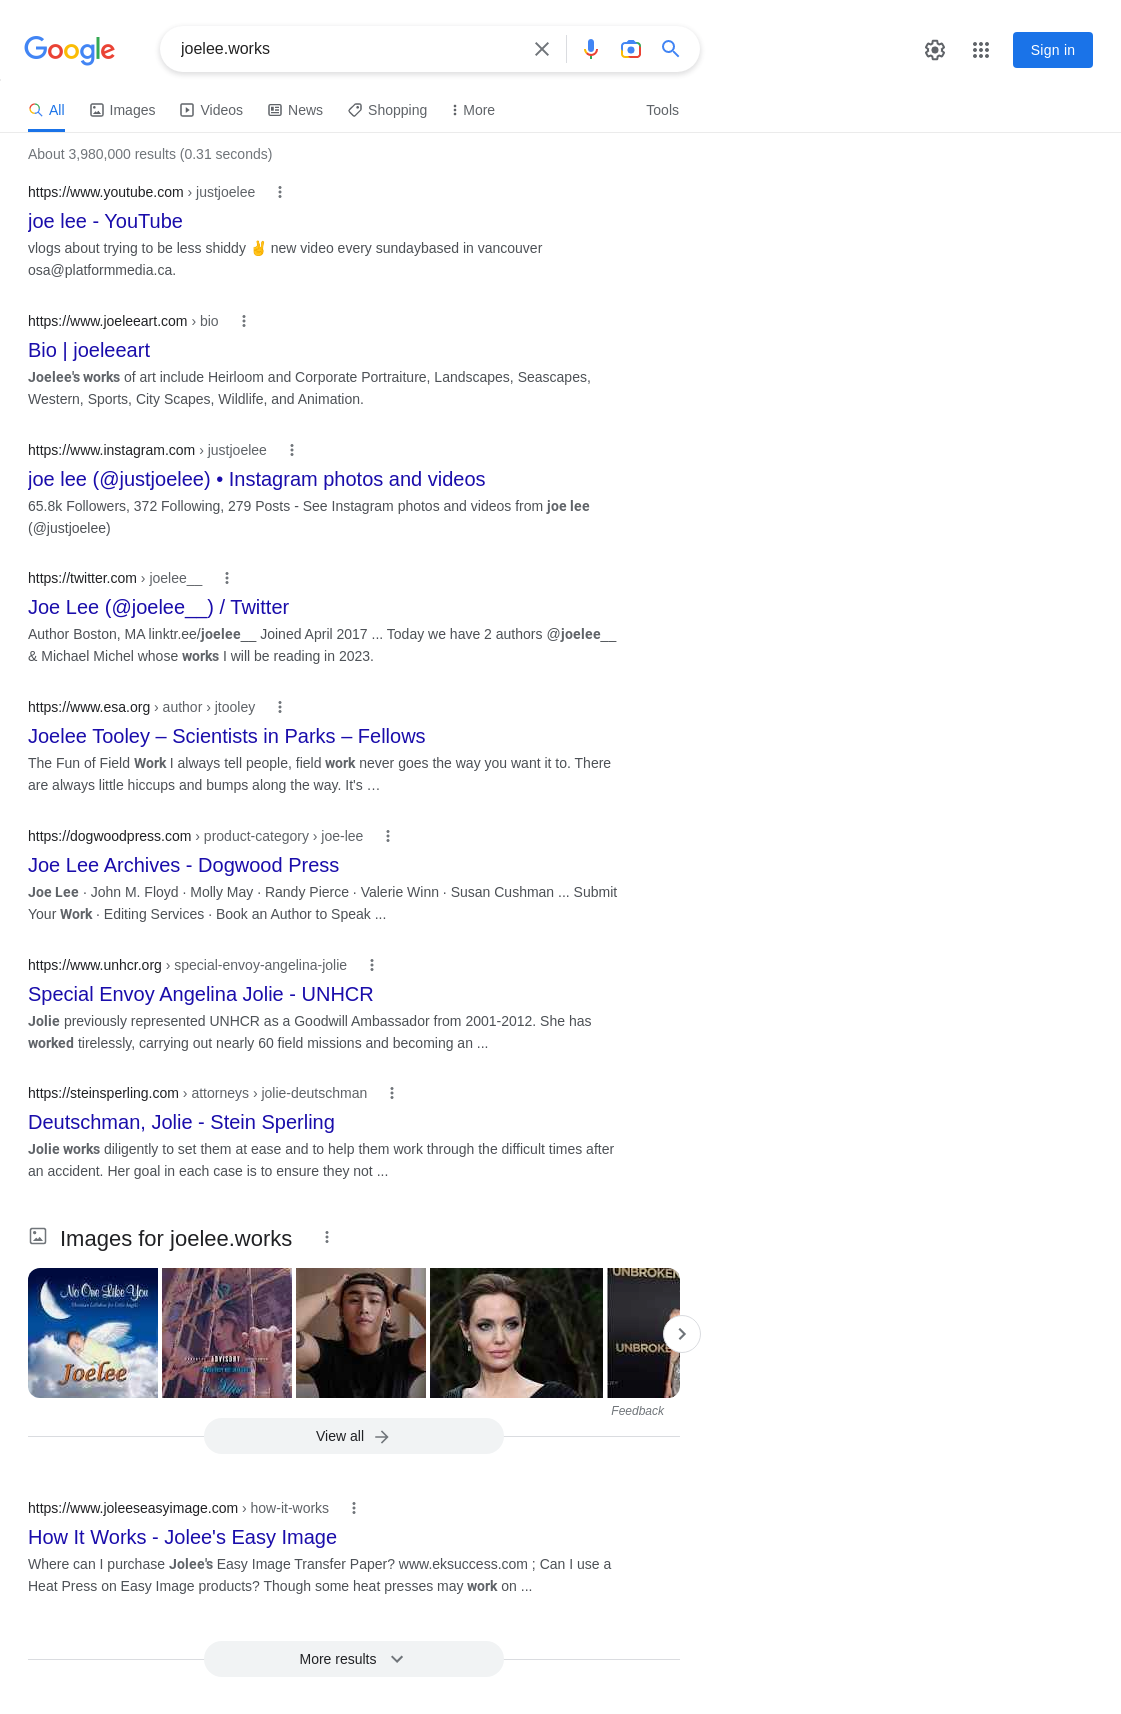 Google
joelee.works
Sign in
All
Images
Videos
News
Shopping
More
Tools
About 3,980,000 results (0.31 seconds)
https://www.youtube.com › justjoelee
joe lee - YouTube
vlogs about trying to be less shiddy ✌️ new video every sundaybased in vancouver
osa@platformmedia.ca.
https://www.joeleeart.com › bio
Bio | joeleeart
Joelee's works of art include Heirloom and Corporate Portraiture, Landscapes, Seascapes,
Western, Sports, City Scapes, Wildlife, and Animation.
https://www.instagram.com › justjoelee
joe lee (@justjoelee) • Instagram photos and videos
65.8k Followers, 372 Following, 279 Posts - See Instagram photos and videos from joe lee
(@justjoelee)
https://twitter.com › joelee__
Joe Lee (@joelee__) / Twitter
Author Boston, MA linktr.ee/joelee__ Joined April 2017 ... Today we have 2 authors @joelee__
& Michael Michel whose works I will be reading in 2023.
https://www.esa.org › author › jtooley
Joelee Tooley – Scientists in Parks – Fellows
The Fun of Field Work I always tell people, field work never goes the way you want it to. There
are always little hiccups and bumps along the way. It's …
https://dogwoodpress.com › product-category › joe-lee
Joe Lee Archives - Dogwood Press
Joe Lee · John M. Floyd · Molly May · Randy Pierce · Valerie Winn · Susan Cushman ... Submit
Your Work · Editing Services · Book an Author to Speak ...
https://www.unhcr.org › special-envoy-angelina-jolie
Special Envoy Angelina Jolie - UNHCR
Jolie previously represented UNHCR as a Goodwill Ambassador from 2001-2012. She has
worked tirelessly, carrying out nearly 60 field missions and becoming an ...
https://steinsperling.com › attorneys › jolie-deutschman
Deutschman, Jolie - Stein Sperling
Jolie works diligently to set them at ease and to help them work through the difficult times after
an accident. Her goal in each case is to ensure they not ...
Images for joelee.works
No One Like You
Joelee
ADVISORY
UNBROKEN
UNBROKE
Feedback
View all
https://www.joleeseasyimage.com › how-it-works
How It Works - Jolee's Easy Image
Where can I purchase Jolee's Easy Image Transfer Paper? www.eksuccess.com ; Can I use a
Heat Press on Easy Image products? Though some heat presses may work on ...
More results